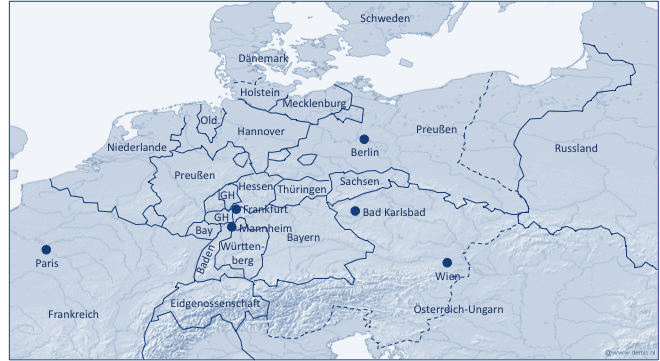 Schweden
Dänemark
Holstein
Mecklenburg
Old.
Hannover
Preußen
Niederlande
Berlin
Russland
Preußen
Hessen
Thüringen
Sachsen
GH
Frankfurt
Bad Karlsbad
GH
Bay
Mannheim
Bayern
Württen-
berg
Baden
Paris
Wien
Eidgenossenschaft
Frankreich
Österreich-Ungarn
@www.demis.nl